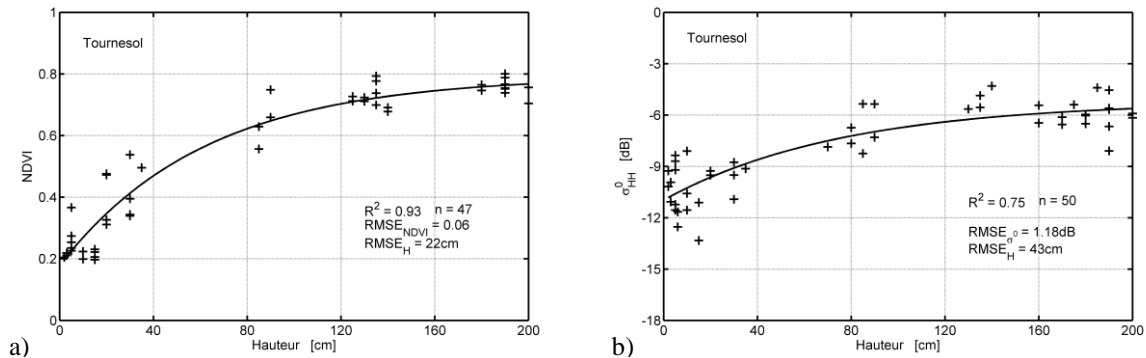 Tournesol
1
0.8
0.6
0.4
0.2
0
NDVI
R² = 0.93 n = 47
RMSE_NDVI = 0.06
RMSE_H = 22cm
0 40 80 120 160 200
Hauteur [cm]
a)
Tournesol
0
-3
-6
-9
-12
-15
-18
σ⁰_HH [dB]
R² = 0.75 n = 50
RMSE_σ⁰ = 1.18dB
RMSE_H = 43cm
0 40 80 120 160 200
Hauteur [cm]
b)